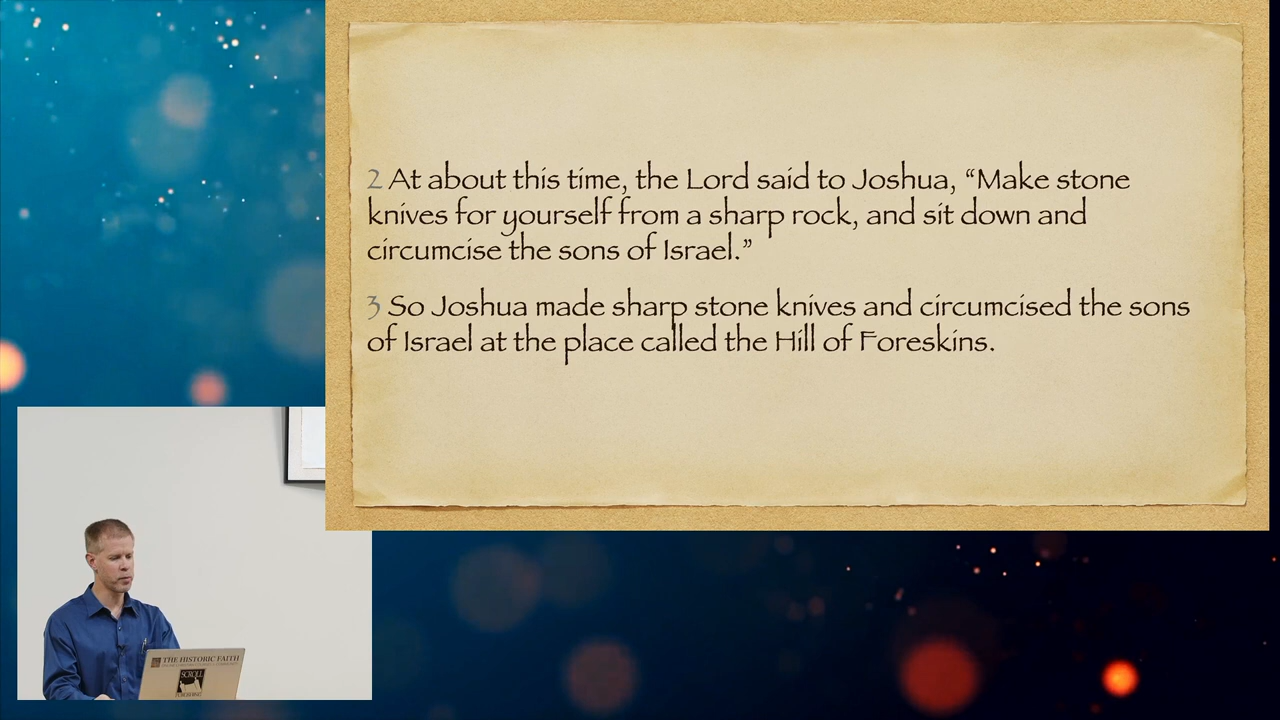 2 At about this time, the Lord said to Joshua, “Make stone
knives for yourself from a sharp rock, and sit down and
circumcise the sons of Israel.”
3 So Joshua made sharp stone knives and circumcised the sons
of Israel at the place called the Hill of Foreskins.
THE HISTORIC FAITH
SCROLL
PUBLISHING